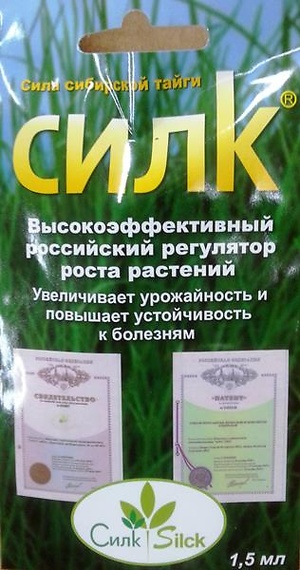 Сила сибирской тайги
СИЛК®
Высокоэффективный
российский регулятор
роста растений
Увеличивает урожайность и
повышает устойчивость
к болезням
СВИДЕТЕЛЬСТВО
ПАТЕНТ
Силк Silck
1,5 мл